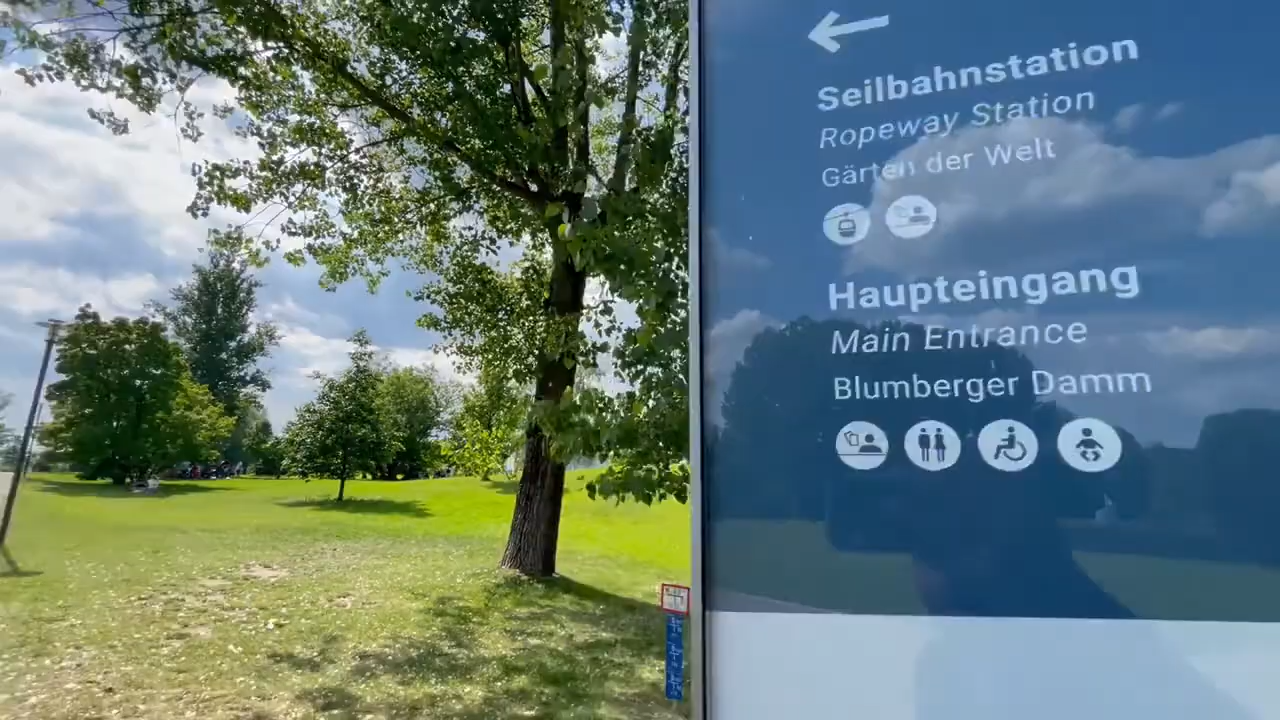 Seilbahnstation
Ropeway Station
Gärten der Welt
Haupteingang
Main Entrance
Blumberger Damm